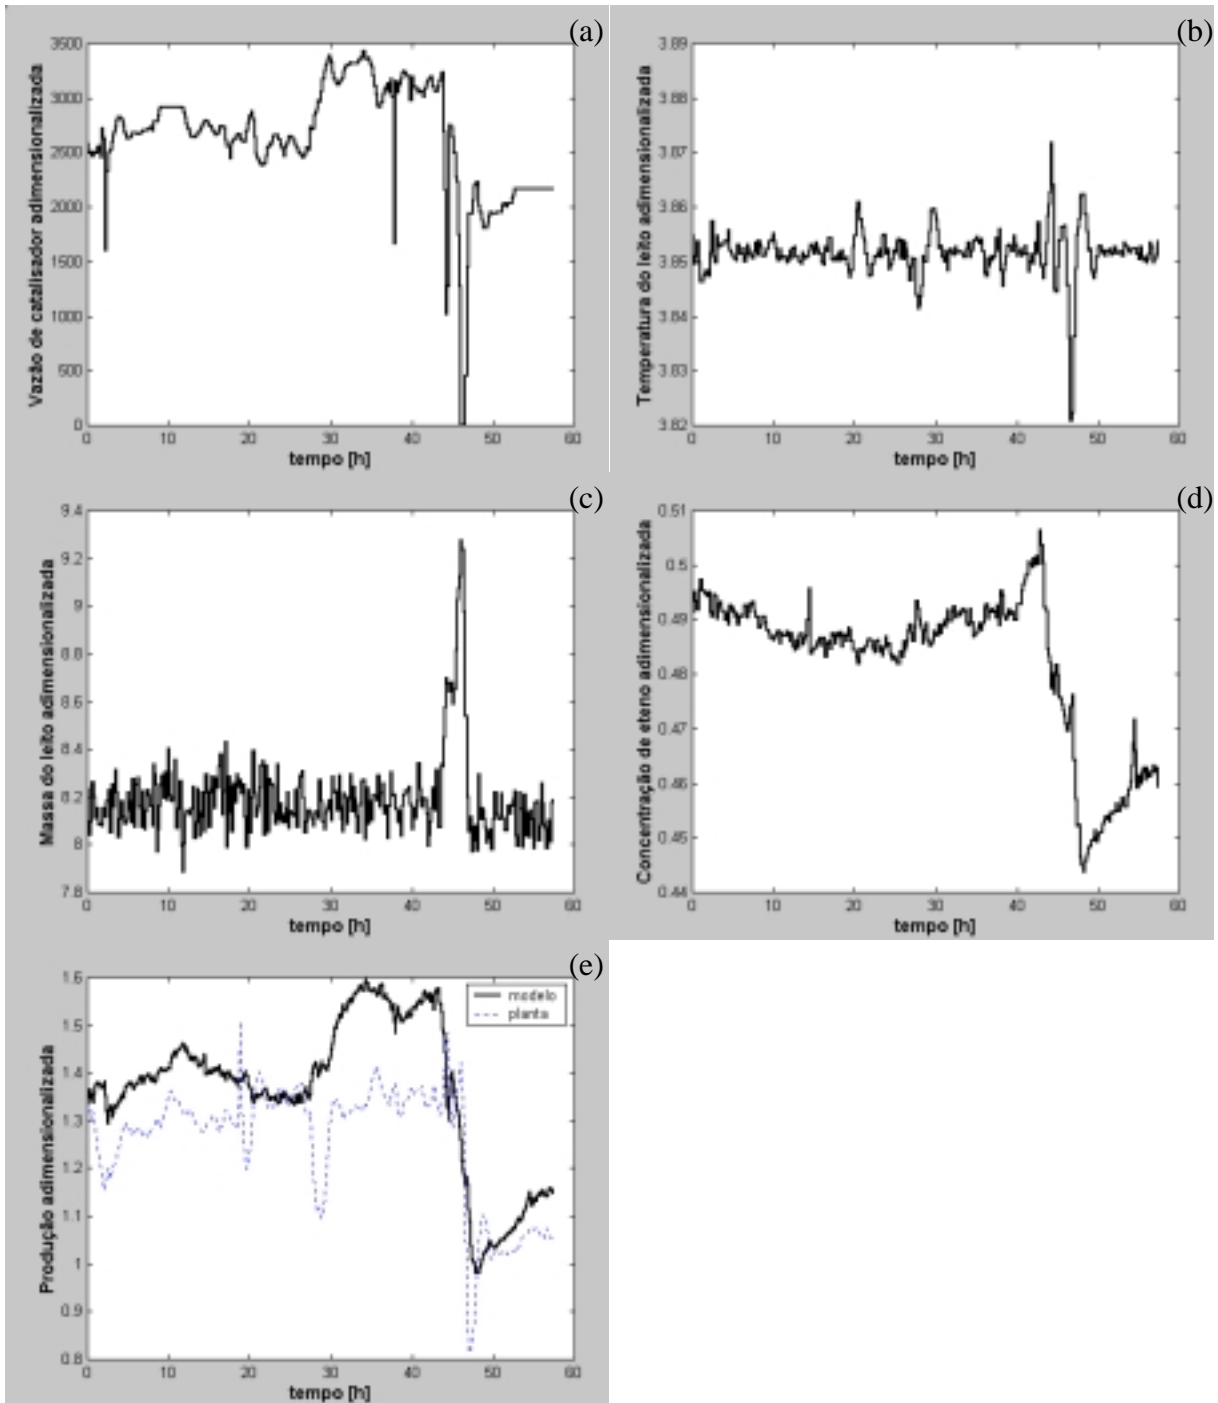 (a)
Vazão de catalisador adimensionalizada
3500
3000
2500
2000
1500
1000
500
0
0 10 20 30 40 50 60
tempo [h]
(b)
Temperatura do leito adimensionalizada
3.89
3.88
3.87
3.86
3.85
3.84
3.83
3.82
0 10 20 30 40 50 60
tempo [h]
(c)
Massa do leito adimensionalizada
9.4
9.2
9
8.8
8.6
8.4
8.2
8
7.8
0 10 20 30 40 50 60
tempo [h]
(d)
Concentração de eteno adimensionalizada
0.51
0.5
0.49
0.48
0.47
0.46
0.45
0.44
0 10 20 30 40 50 60
tempo [h]
(e)
Produção adimensionalizada
1.6
1.5
1.4
1.3
1.2
1.1
1
0.9
0.8
modelo
planta
0 10 20 30 40 50 60
tempo [h]